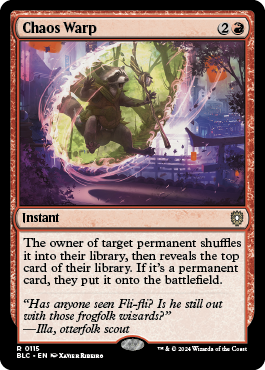 Chaos Warp 2
Instant
The owner of target permanent shuffles
it into their library, then reveals the top
card of their library. If it's a permanent
card, they put it onto the battlefield.
“Has anyone seen Fli-fli? Is he still out
with those frogfolk wizards?”
—Illa, otterfolk scout
R 0115
BLC • EN Xavier Ribeiro
™ & © 2024 Wizards of the Coast